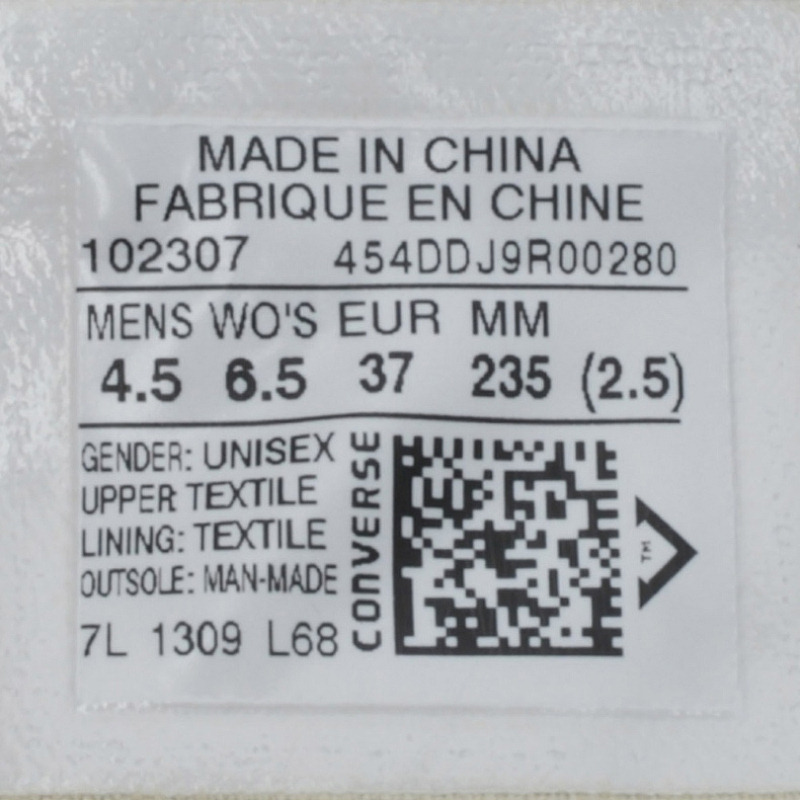 MADE IN CHINA
FABRIQUE EN CHINE
102307 454DDJ9R00280
MENS WO'S EUR MM
4.5 6.5 37 235 (2.5)
GENDER: UNISEX
UPPER TEXTILE
LINING: TEXTILE
OUTSOLE: MAN-MADE
7L 1309 L68
CONVERSE
TM